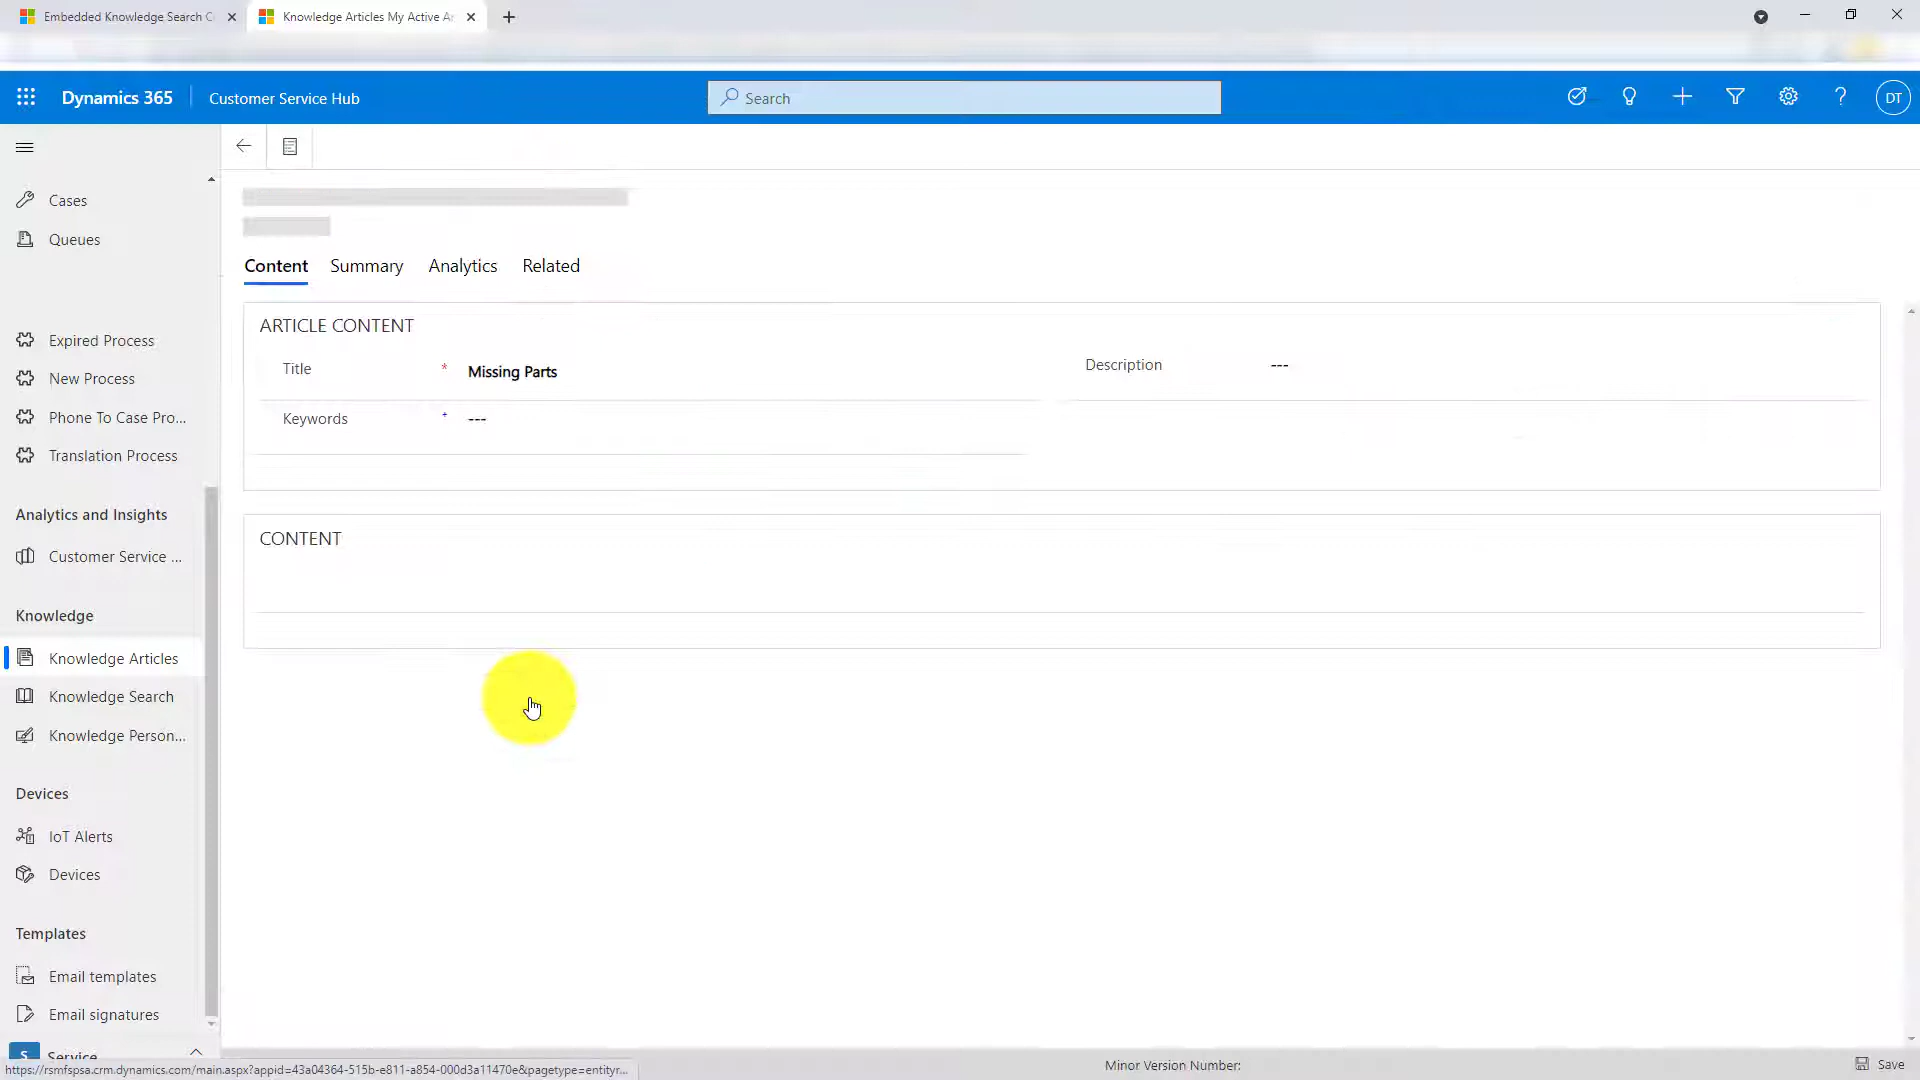 Embedded Knowledge Search C
Knowledge Articles My Active Ar
Dynamics 365
Customer Service Hub
Search
DT
Cases
Queues
Expired Process
New Process
Phone To Case Pro...
Translation Process
Analytics and Insights
Customer Service ...
Knowledge
Knowledge Articles
Knowledge Search
Knowledge Person...
Devices
IoT Alerts
Devices
Templates
Email templates
Email signatures
S Service
Content Summary Analytics Related
ARTICLE CONTENT
Title * Missing Parts
Description ---
Keywords + ---
CONTENT
https://rsmfspsa.crm.dynamics.com/main.aspx?appid=43a04364-515b-e811-a854-000d3a11470e&pagetype=entityr...
Minor Version Number:
Save